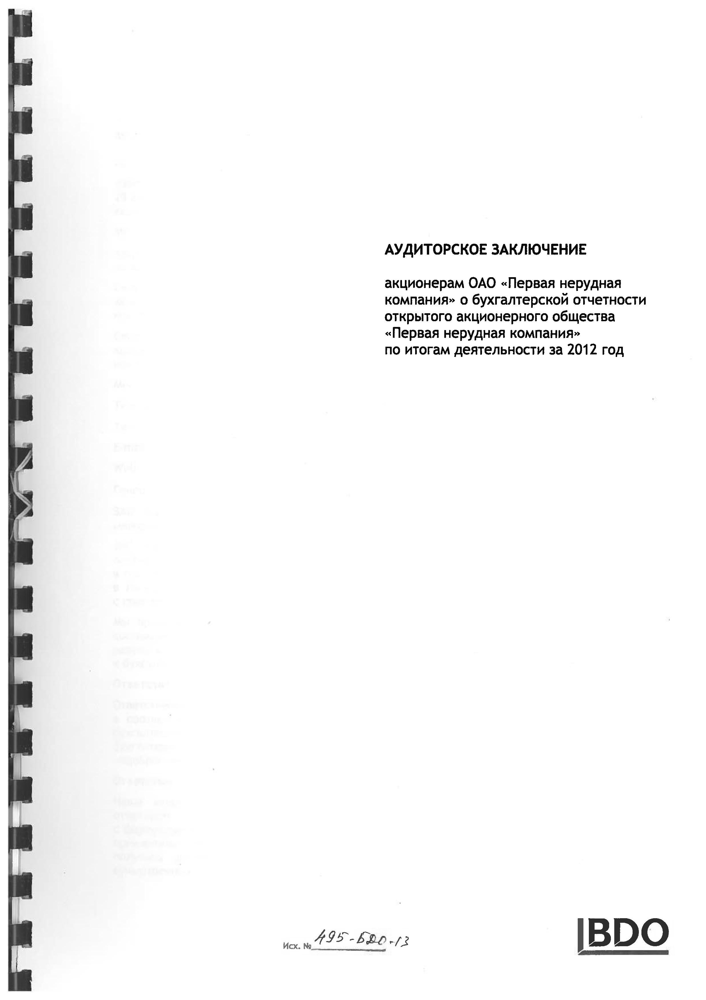 АУДИТОРСКОЕ ЗАКЛЮЧЕНИЕ
акционерам ОАО «Первая нерудная
компания» о бухгалтерской отчетности
открытого акционерного общества
«Первая нерудная компания»
по итогам деятельности за 2012 год
Исх. № 495-БДО-13
BDO